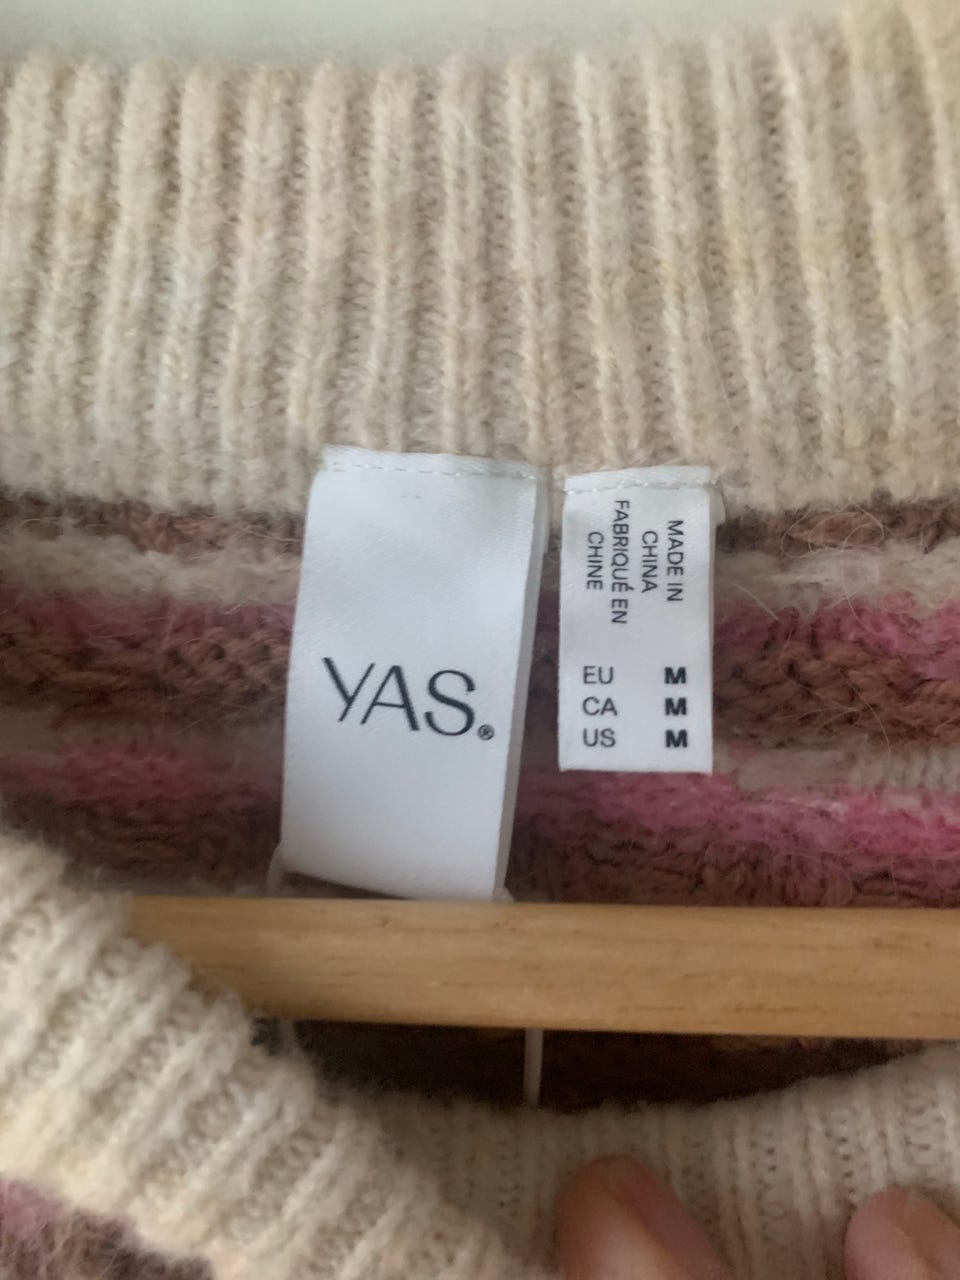 YAS.®
MADE IN
CHINA
FABRIQUÉ EN
CHINE
EU M
CA M
US M